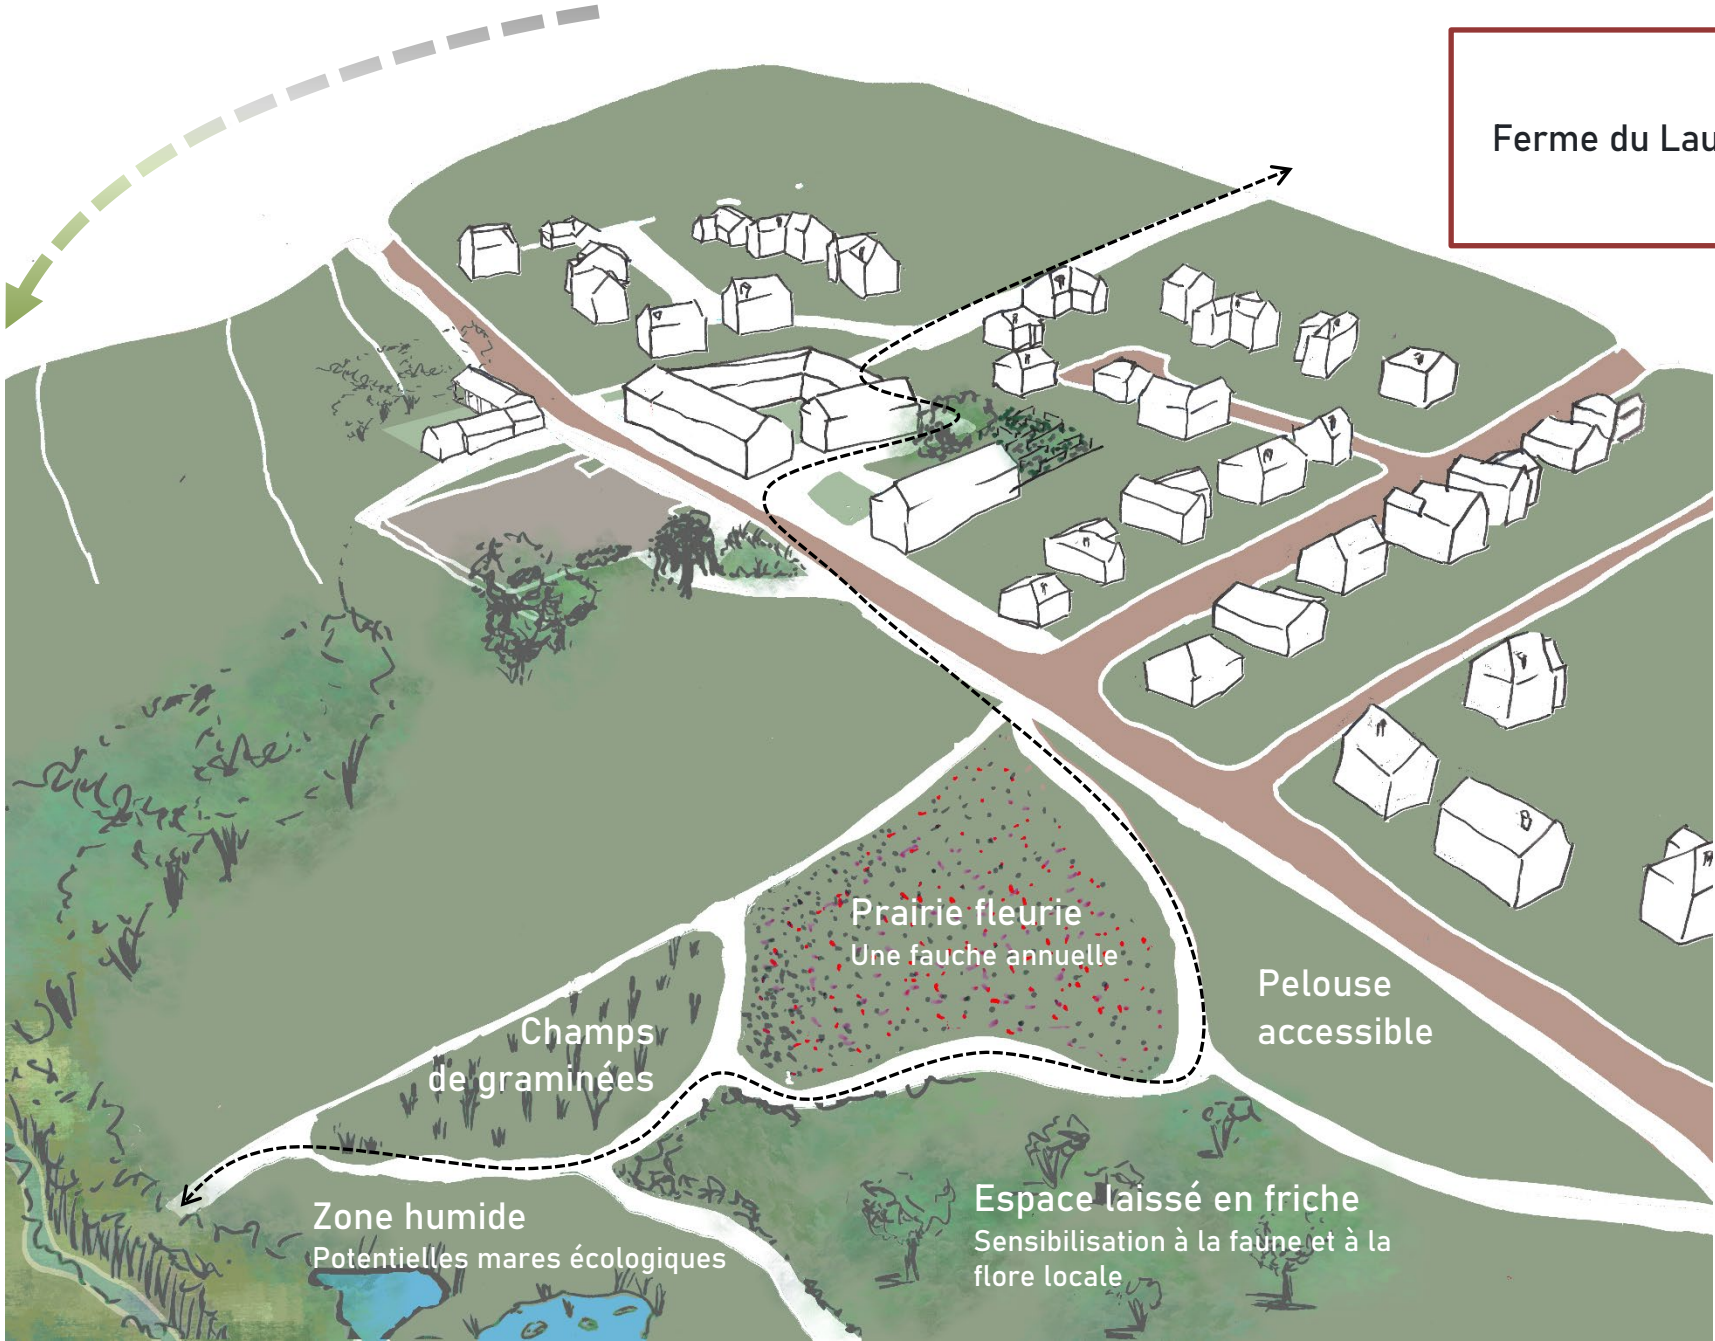 Ferme du Lau
Prairie fleurie
Une fauche annuelle
Pelouse
accessible
Champs
de graminées
Zone humide
Potentielles mares écologiques
Espace laissé en friche
Sensibilisation à la faune et à la
flore locale